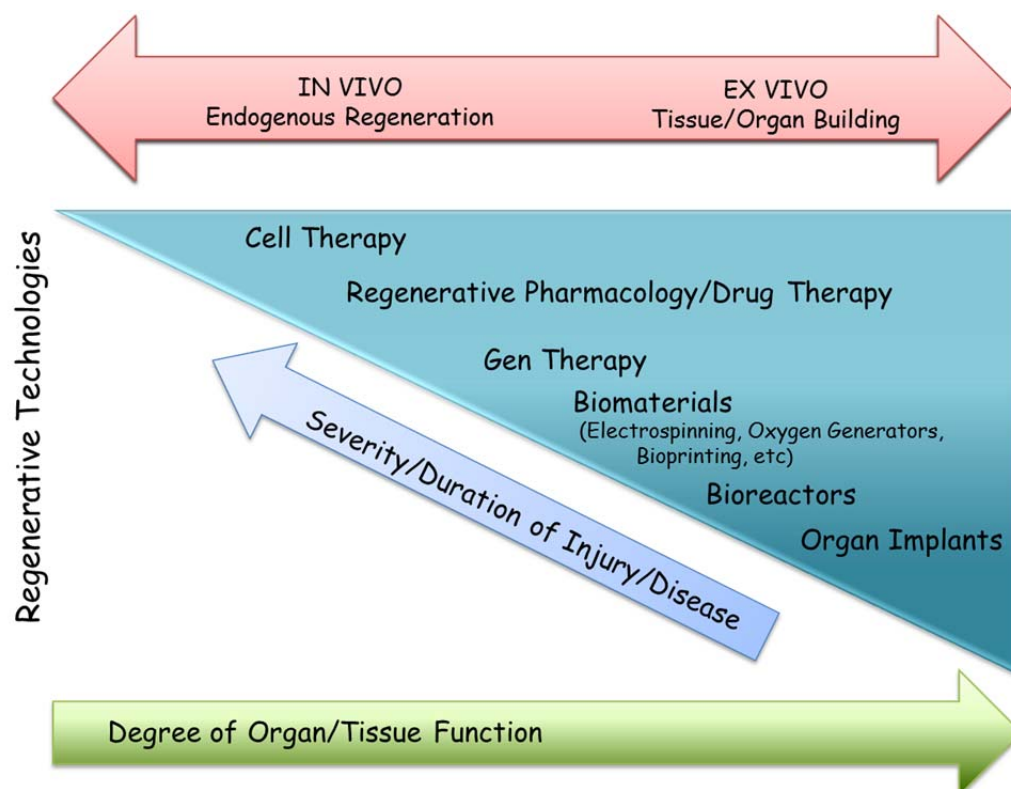 IN VIVO
Endogenous Regeneration
EX VIVO
Tissue/Organ Building
Regenerative Technologies
Cell Therapy
Regenerative Pharmacology/Drug Therapy
Gen Therapy
Biomaterials
(Electrospinning, Oxygen Generators,
Bioprinting, etc)
Bioreactors
Organ Implants
Severity/Duration of Injury/Disease
Degree of Organ/Tissue Function